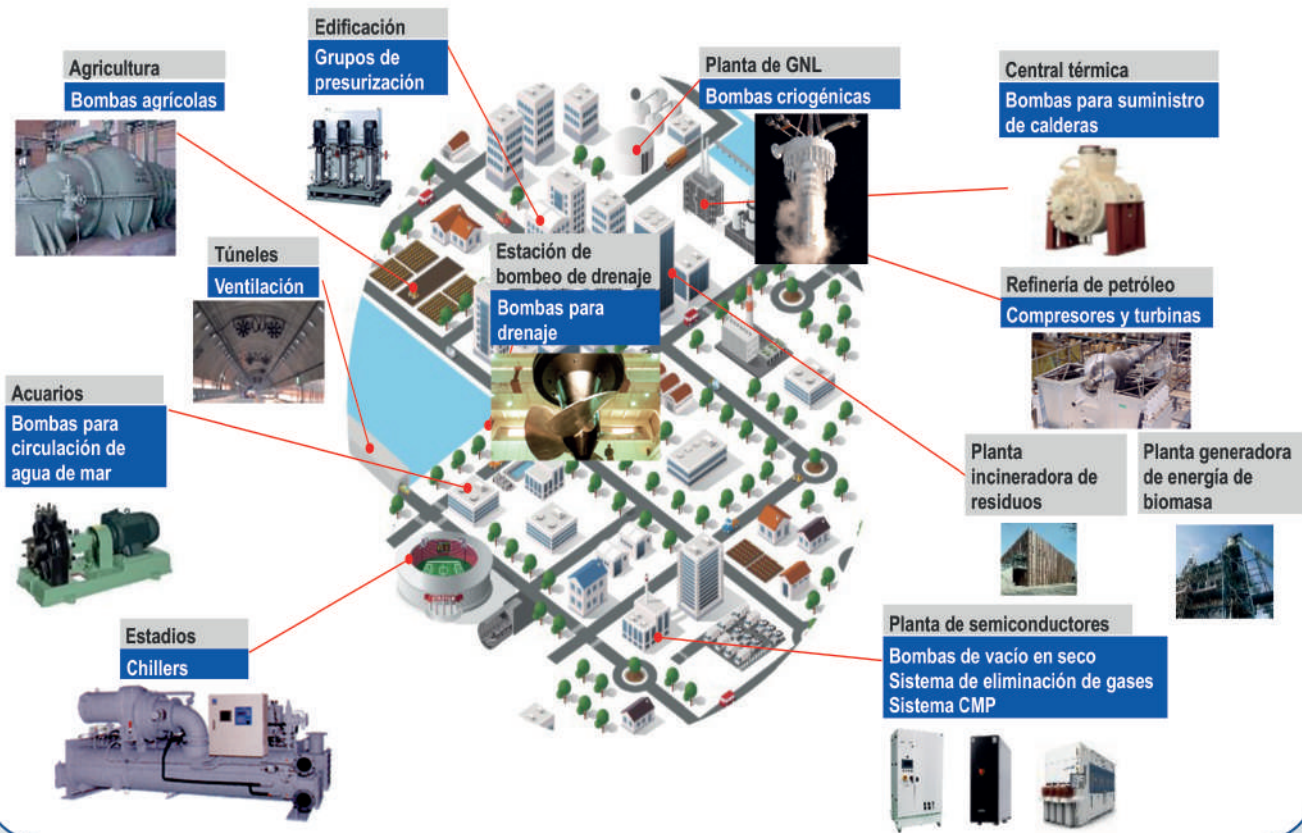 Edificación
Grupos de
presurización
Agricultura
Bombas agrícolas
Planta de GNL
Bombas criogénicas
Central térmica
Bombas para suministro
de calderas
Túneles
Ventilación
Estación de
bombeo de drenaje
Bombas para
drenaje
Refinería de petróleo
Compresores y turbinas
Acuarios
Bombas para
circulación de
agua de mar
Planta
incineradora de
residuos
Planta generadora
de energía de
biomasa
Estadios
Chillers
Planta de semiconductores
Bombas de vacío en seco
Sistema de eliminación de gases
Sistema CMP